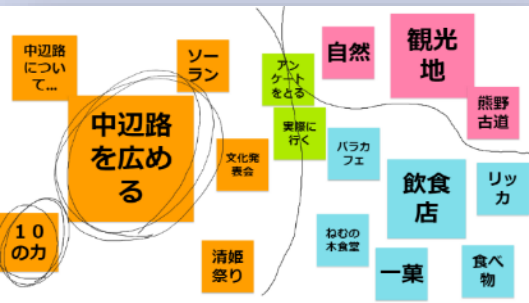 中辺路
につい
て...
ソー
ラン
中辺路
を広め
る
文化発
表会
１０
の力
清姫
祭り
アン
ケート
をとる
実際に
行く
自然
観光
地
熊野
古道
バラカ
フェ
飲食
店
リッ
カ
ねむの
木食堂
一菓
食べ
物